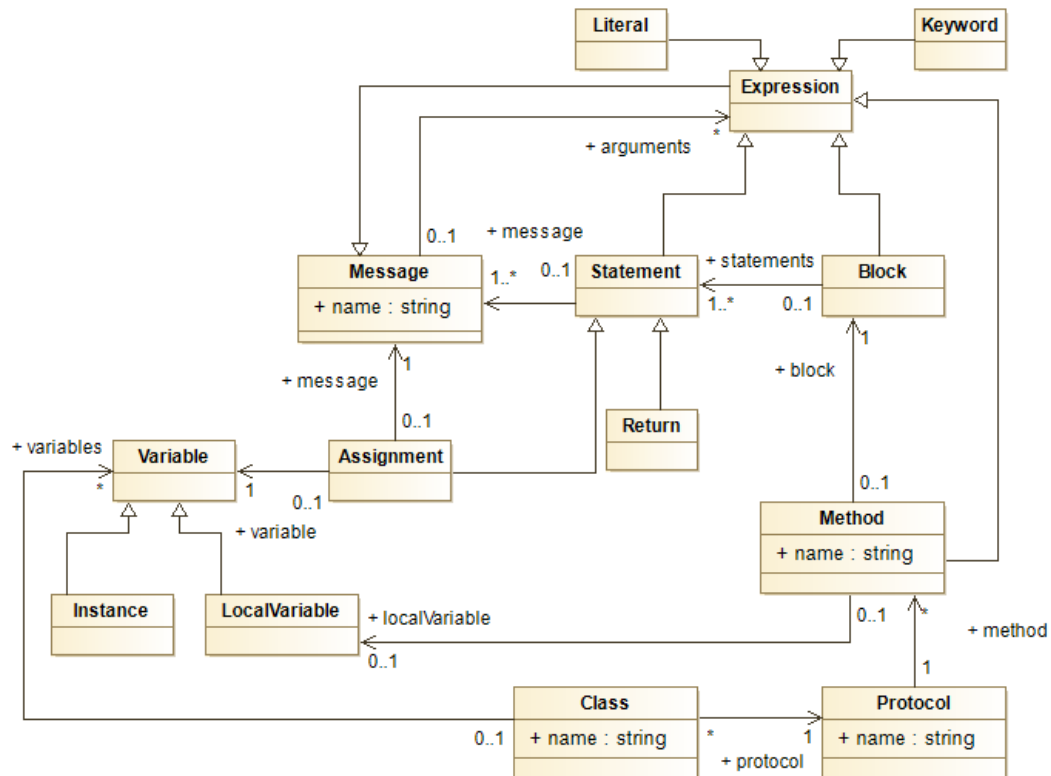 Literal
Keyword
Expression
*
+ arguments
0..1
+ message
Message
+ name : string
1..*
0..1
Statement
+ statements
1..*
0..1
Block
+ message
1
0..1
+ block
1
Return
+ variables
*
Variable
1
0..1
Assignment
+ variable
0..1
Method
+ name : string
Instance
LocalVariable
+ localVariable
0..1
0..1
*
+ method
1
Class
+ name : string
0..1
*
+ protocol
1
Protocol
+ name : string